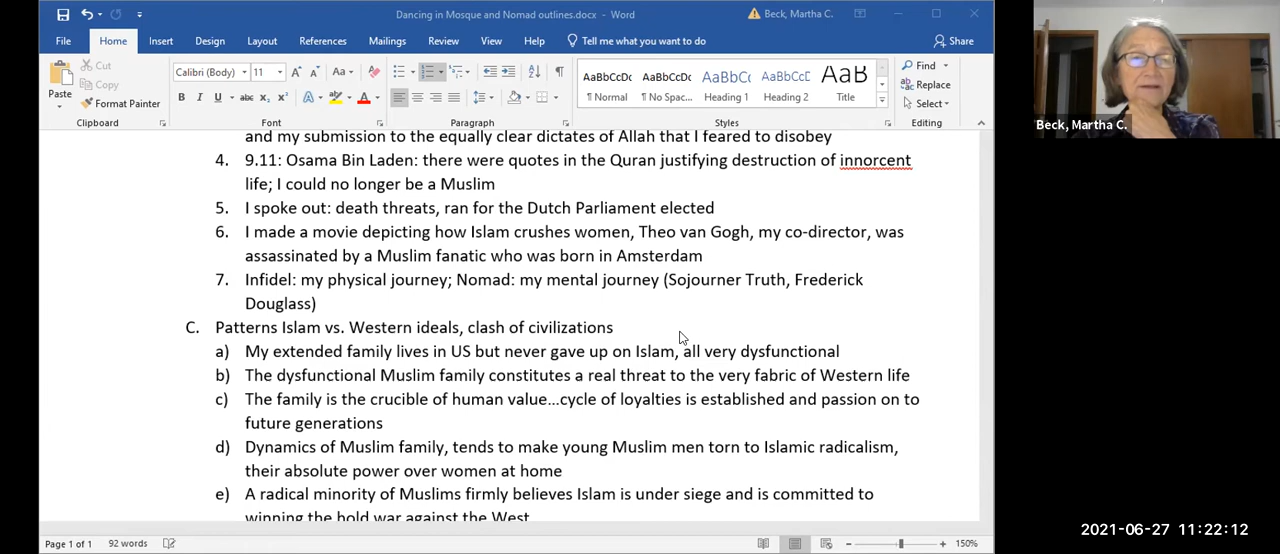 Dancing in Mosque and Nomad outlines.docx - Word
Beck, Martha C.
File Home Insert Design Layout References Mailings Review View Help Tell me what you want to do Share
Cut
Copy
Paste
Format Painter
Clipboard
Calibri (Body) 11
Font
Paragraph
AaBbCcDc AaBbCcDc AaBbCc AaBbCcD AaB
¶ Normal ¶ No Spac... Heading 1 Heading 2 Title
Styles
Find
Replace
Select
Editing
and my submission to the equally clear dictates of Allah that I feared to disobey
4. 9.11: Osama Bin Laden: there were quotes in the Quran justifying destruction of innorcent
life; I could no longer be a Muslim
5. I spoke out: death threats, ran for the Dutch Parliament elected
6. I made a movie depicting how Islam crushes women, Theo van Gogh, my co-director, was
assassinated by a Muslim fanatic who was born in Amsterdam
7. Infidel: my physical journey; Nomad: my mental journey (Sojourner Truth, Frederick
Douglass)
C. Patterns Islam vs. Western ideals, clash of civilizations
a) My extended family lives in US but never gave up on Islam, all very dysfunctional
b) The dysfunctional Muslim family constitutes a real threat to the very fabric of Western life
c) The family is the crucible of human value...cycle of loyalties is established and passion on to
future generations
d) Dynamics of Muslim family, tends to make young Muslim men torn to Islamic radicalism,
their absolute power over women at home
e) A radical minority of Muslims firmly believes Islam is under siege and is committed to
winning the hold war against the West
Page 1 of 1 92 words 150%
Beck, Martha C.
2021-06-27 11:22:12